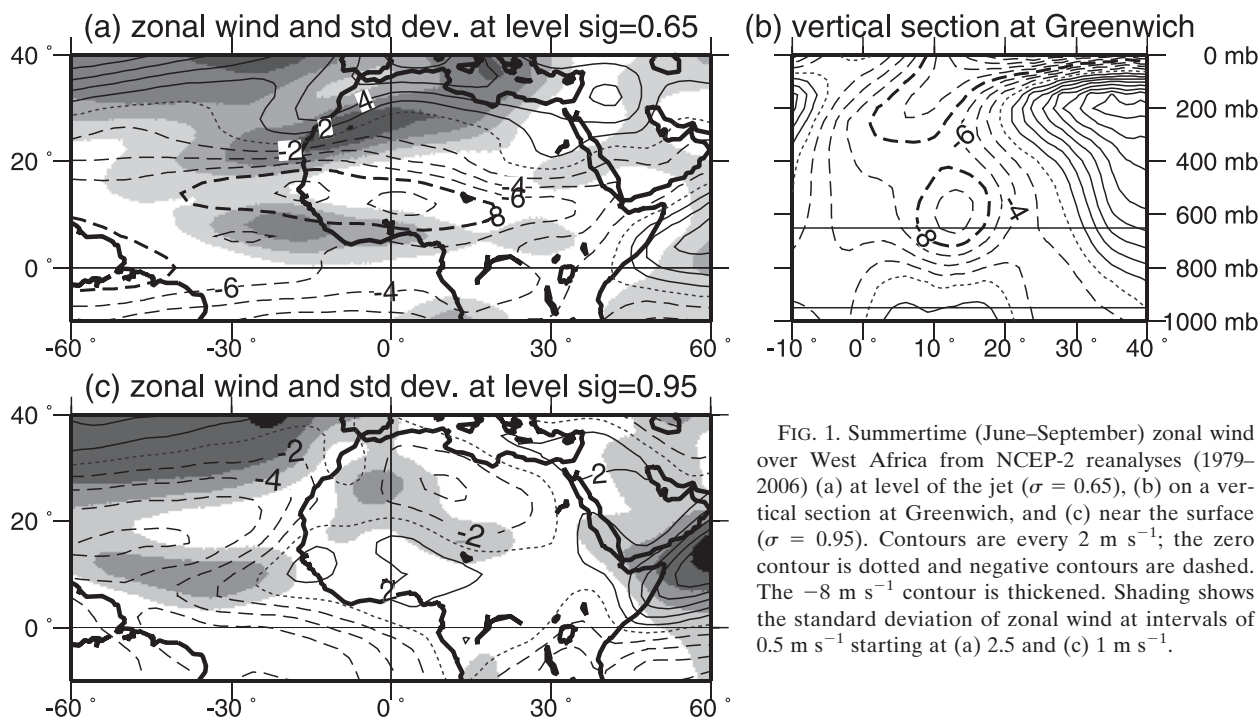 (a) zonal wind and std dev. at level sig=0.65
40 °
20 °
0 °
-60 °
-30 °
0 °
30 °
60 °
4
2
-2
-4
-6
8
-6
-4
(b) vertical section at Greenwich
0 mb
200 mb
400 mb
600 mb
800 mb
1000 mb
-10 °
0 °
10 °
20 °
30 °
40 °
-6
4
8
(c) zonal wind and std dev. at level sig=0.95
40 °
20 °
0 °
-60 °
-30 °
0 °
30 °
60 °
-2
-4
-2
-2
2
FIG. 1. Summertime (June–September) zonal wind
over West Africa from NCEP-2 reanalyses (1979–
2006) (a) at level of the jet (σ = 0.65), (b) on a ver-
tical section at Greenwich, and (c) near the surface
(σ = 0.95). Contours are every 2 m s⁻¹; the zero
contour is dotted and negative contours are dashed.
The −8 m s⁻¹ contour is thickened. Shading shows
the standard deviation of zonal wind at intervals of
0.5 m s⁻¹ starting at (a) 2.5 and (c) 1 m s⁻¹.